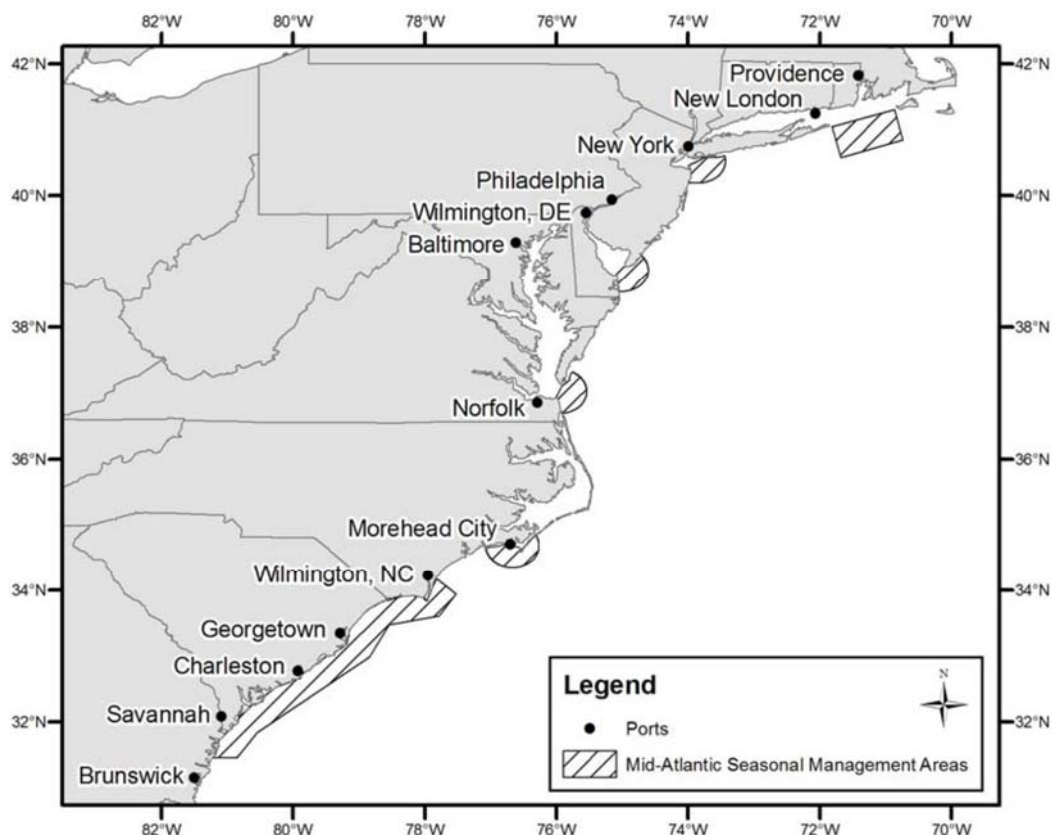 82°W 80°W 78°W 76°W 74°W 72°W 70°W
42°N 42°N
Providence
New London
New York
40°N 40°N
Philadelphia
Wilmington, DE
Baltimore
38°N 38°N
Norfolk
36°N 36°N
Morehead City
Wilmington, NC
34°N 34°N
Georgetown
Charleston
Savannah
32°N 32°N
Brunswick
Legend
N
Ports
Mid-Atlantic Seasonal Management Areas
82°W 80°W 78°W 76°W 74°W 72°W 70°W